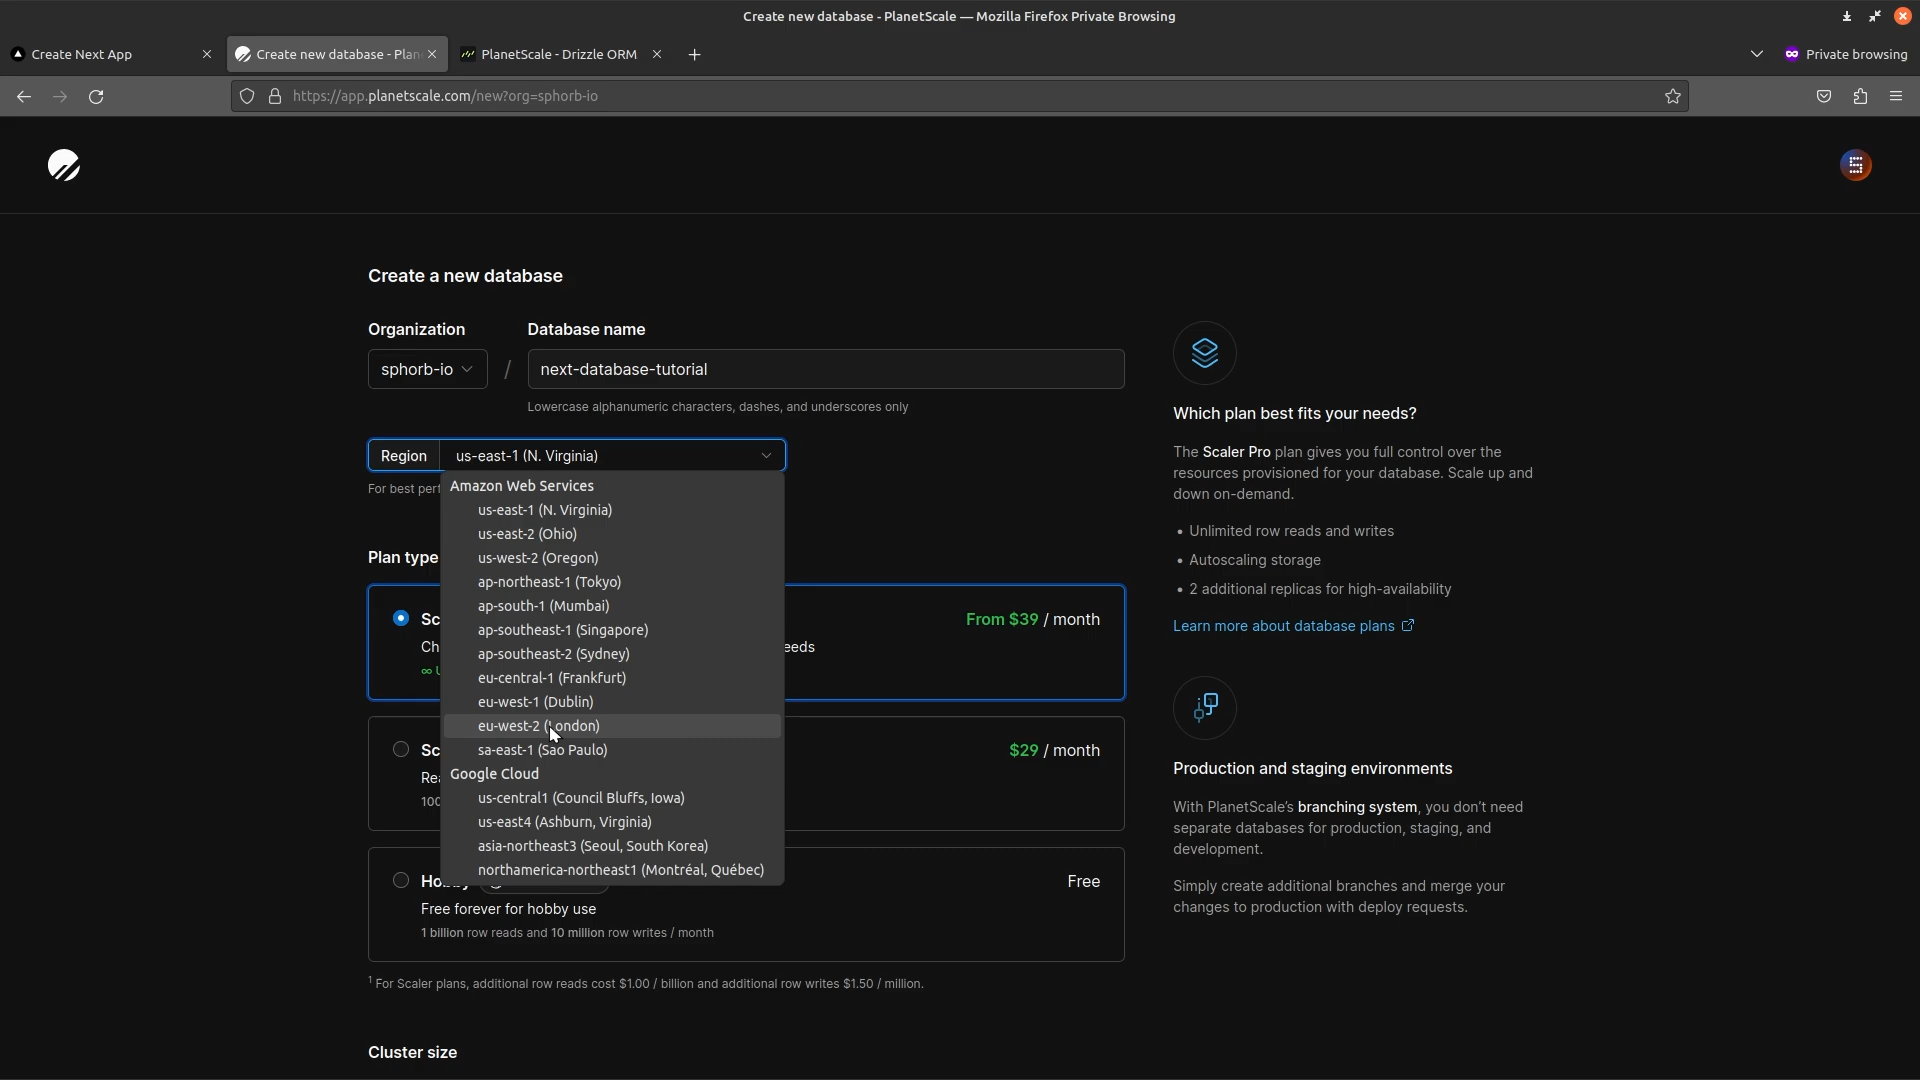 Create new database - PlanetScale — Mozilla Firefox Private Browsing
Create Next App
Create new database - Plan
PlanetScale - Drizzle ORM
Private browsing
https://app.planetscale.com/new?org=sphorb-io
Create a new database
Organization
Database name
sphorb-io
/
next-database-tutorial
Lowercase alphanumeric characters, dashes, and underscores only
Region
us-east-1 (N. Virginia)
For best
Amazon Web Services
us-east-1 (N. Virginia)
us-east-2 (Ohio)
us-west-2 (Oregon)
ap-northeast-1 (Tokyo)
ap-south-1 (Mumbai)
ap-southeast-1 (Singapore)
ap-southeast-2 (Sydney)
eu-central-1 (Frankfurt)
eu-west-1 (Dublin)
eu-west-2 (London)
sa-east-1 (Sao Paulo)
Google Cloud
us-central1 (Council Bluffs, Iowa)
us-east4 (Ashburn, Virginia)
asia-northeast3 (Seoul, South Korea)
northamerica-northeast1 (Montréal, Québec)
Plan type
From $39 / month
eeds
$29 / month
Hobby
Free
Free forever for hobby use
1 billion row reads and 10 million row writes / month
1 For Scaler plans, additional row reads cost $1.00 / billion and additional row writes $1.50 / million.
Cluster size
Which plan best fits your needs?
The Scaler Pro plan gives you full control over the
resources provisioned for your database. Scale up and
down on-demand.
• Unlimited row reads and writes
• Autoscaling storage
• 2 additional replicas for high-availability
Learn more about database plans
Production and staging environments
With PlanetScale's branching system, you don't need
separate databases for production, staging, and
development.
Simply create additional branches and merge your
changes to production with deploy requests.